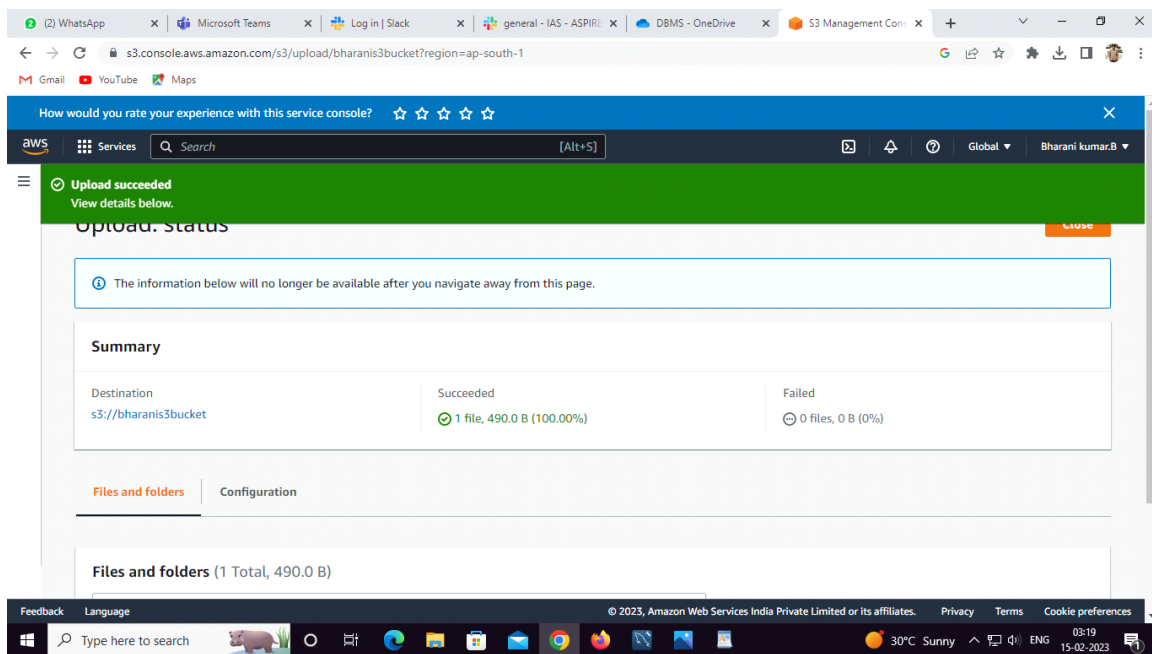 (2) WhatsApp
Microsoft Teams
Log in | Slack
general - IAS - ASPIRE
DBMS - OneDrive
S3 Management Cons
s3.console.aws.amazon.com/s3/upload/bharanis3bucket?region=ap-south-1
Gmail
YouTube
Maps
How would you rate your experience with this service console?
aws
Services
Search
[Alt+S]
Global
Bharani kumar.B
Upload succeeded
View details below.
Upload: status
Close
The information below will no longer be available after you navigate away from this page.
Summary
Destination
s3://bharanis3bucket
Succeeded
1 file, 490.0 B (100.00%)
Failed
0 files, 0 B (0%)
Files and folders
Configuration
Files and folders (1 Total, 490.0 B)
Feedback
Language
© 2023, Amazon Web Services India Private Limited or its affiliates.
Privacy
Terms
Cookie preferences
Type here to search
30°C Sunny
ENG
03:19
15-02-2023